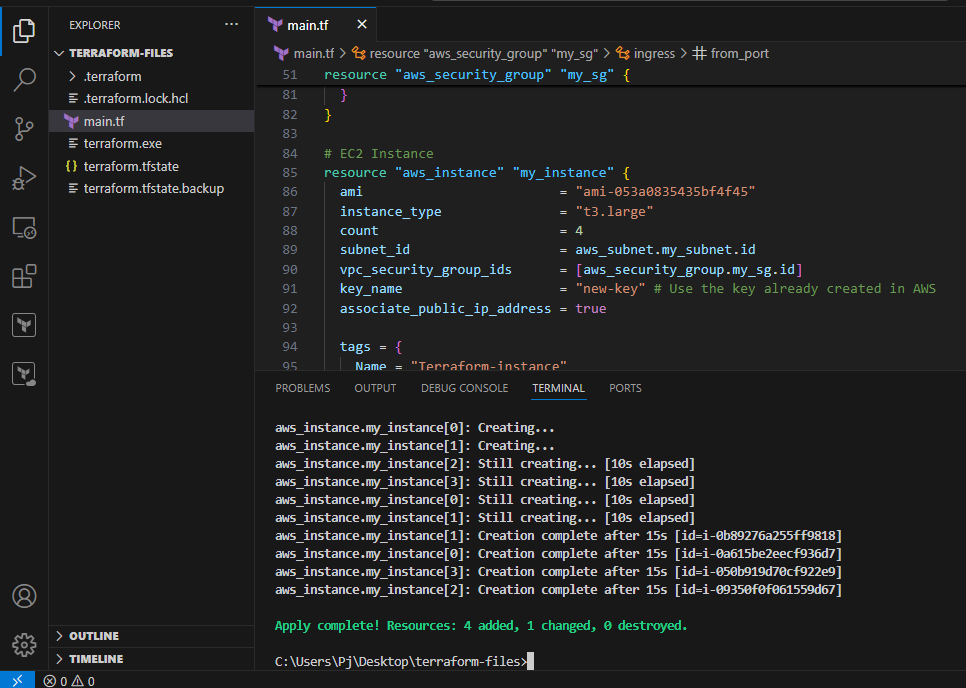 EXPLORER
TERRAFORM-FILES
.terraform
.terraform.lock.hcl
main.tf
terraform.exe
terraform.tfstate
terraform.tfstate.backup
OUTLINE
TIMELINE
main.tf
main.tf > resource "aws_security_group" "my_sg" > ingress > from_port
51 resource "aws_security_group" "my_sg" {
81 }
82 }
83
84 # EC2 Instance
85 resource "aws_instance" "my_instance" {
86 ami = "ami-053a0835435bf4f45"
87 instance_type = "t3.large"
88 count = 4
89 subnet_id = aws_subnet.my_subnet.id
90 vpc_security_group_ids = [aws_security_group.my_sg.id]
91 key_name = "new-key" # Use the key already created in AWS
92 associate_public_ip_address = true
93
94 tags = {
95 Name = "Terraform-instance"
PROBLEMS OUTPUT DEBUG CONSOLE TERMINAL PORTS
aws_instance.my_instance[0]: Creating...
aws_instance.my_instance[1]: Creating...
aws_instance.my_instance[2]: Still creating... [10s elapsed]
aws_instance.my_instance[3]: Still creating... [10s elapsed]
aws_instance.my_instance[0]: Still creating... [10s elapsed]
aws_instance.my_instance[1]: Still creating... [10s elapsed]
aws_instance.my_instance[1]: Creation complete after 15s [id=i-0b89276a255ff9818]
aws_instance.my_instance[0]: Creation complete after 15s [id=i-0a615be2eecf936d7]
aws_instance.my_instance[3]: Creation complete after 15s [id=i-050b919d70cf922e9]
aws_instance.my_instance[2]: Creation complete after 15s [id=i-09350f0f061559d67]
Apply complete! Resources: 4 added, 1 changed, 0 destroyed.
C:\Users\Pj\Desktop\terraform-files>
0 0